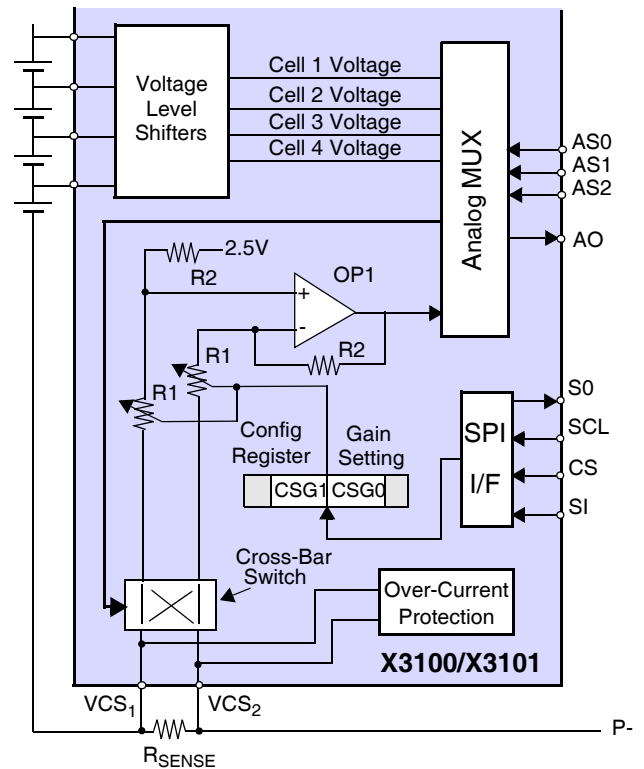 Voltage
Level
Shifters
Cell 1 Voltage
Cell 2 Voltage
Cell 3 Voltage
Cell 4 Voltage
Analog MUX
AS0
AS1
AS2
AO
2.5V
R2
OP1
+
-
R2
R1
R1
Config
Register
Gain
Setting
CSG1
CSG0
SPI
I/F
S0
SCL
CS
SI
Cross-Bar
Switch
Over-Current
Protection
X3100/X3101
VCS1
VCS2
P-
RSENSE